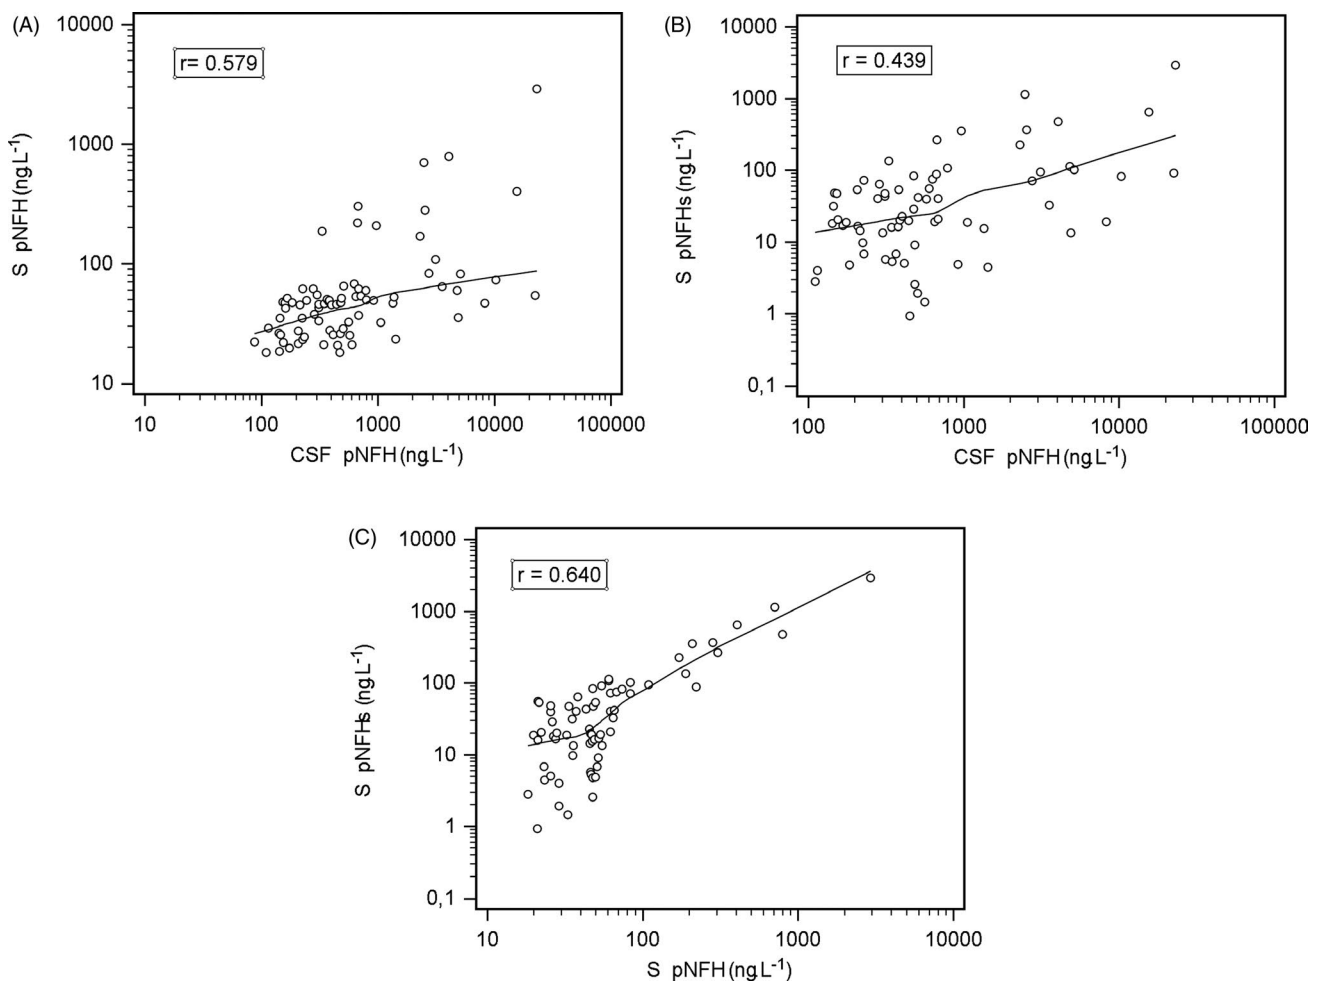 (A)
10000
1000
100
10
r= 0.579
S pNFH (ng.L⁻¹)
10 100 1000 10000 100000
CSF pNFH (ng.L⁻¹)
(B)
10000
1000
100
10
1
0,1
r = 0.439
S pNFHs (ng.L⁻¹)
100 1000 10000 100000
CSF pNFH (ng.L⁻¹)
(C)
10000
1000
100
10
1
0,1
r = 0.640
S pNFHs (ng.L⁻¹)
10 100 1000 10000
S pNFH (ng.L⁻¹)